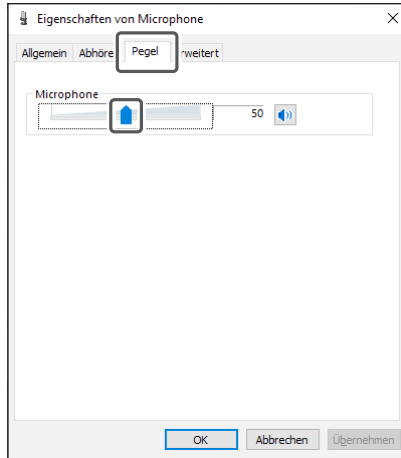 Eigenschaften von Microphone
Allgemein Abhöre Pegel rweitert
Microphone
50
OK Abbrechen Übernehmen